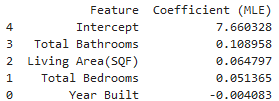 Feature Coefficient (MLE)
4 Intercept 7.660328
3 Total Bathrooms 0.108958
2 Living Area(SQF) 0.064797
1 Total Bedrooms 0.051365
0 Year Built -0.004083